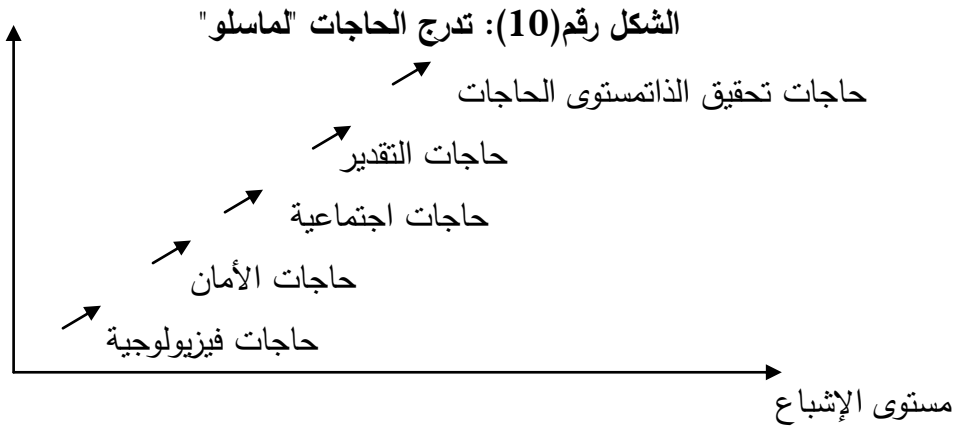 الشكل رقم(10): تدرج الحاجات "لماسلو"
حاجات تحقيق الذاتمستوى الحاجات
حاجات التقدير
حاجات اجتماعية
حاجات الأمان
حاجات فيزيولوجية
مستوى الإشباع